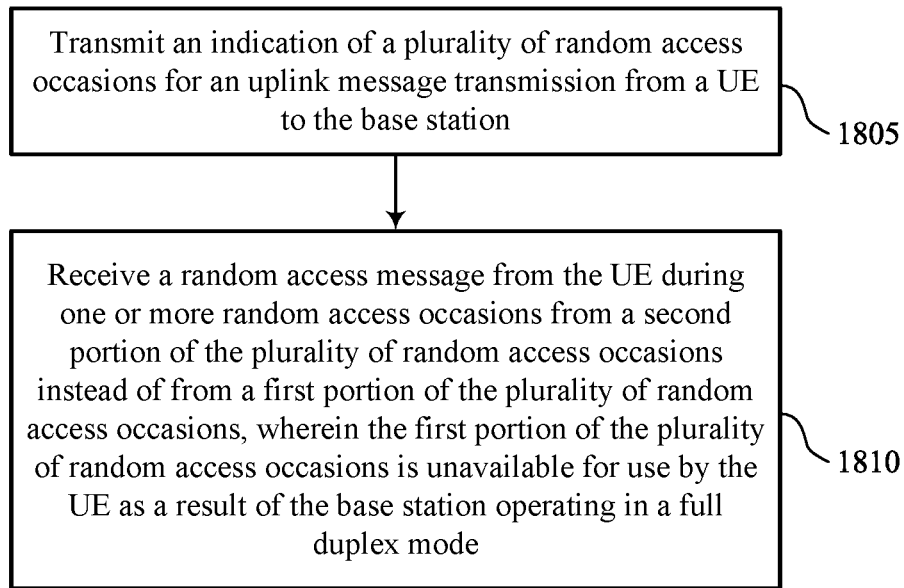 Transmit an indication of a plurality of random access
occasions for an uplink message transmission from a UE
to the base station
1805
Receive a random access message from the UE during
one or more random access occasions from a second
portion of the plurality of random access occasions
instead of from a first portion of the plurality of random
access occasions, wherein the first portion of the plurality
of random access occasions is unavailable for use by the
UE as a result of the base station operating in a full
duplex mode
1810